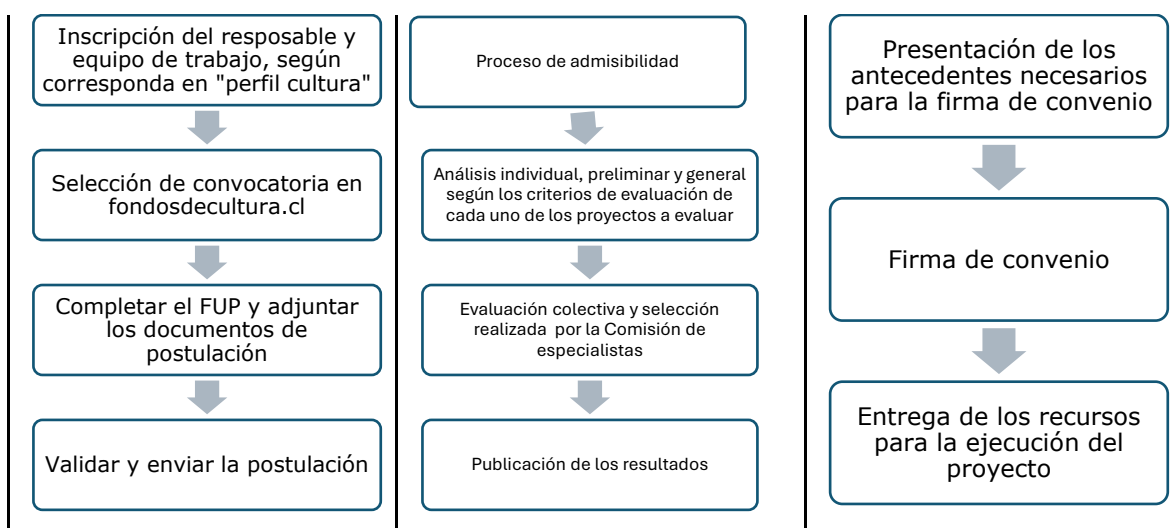 Inscripción del resposable y
equipo de trabajo, según
corresponda en "perfil cultura"
Selección de convocatoria en
fondosdecultura.cl
Completar el FUP y adjuntar
los documentos de
postulación
Validar y enviar la postulación
Proceso de admisibilidad
Análisis individual, preliminar y general
según los criterios de evaluación de
cada uno de los proyectos a evaluar
Evaluación colectiva y selección
realizada por la Comisión de
especialistas
Publicación de los resultados
Presentación de los
antecedentes necesarios
para la firma de convenio
Firma de convenio
Entrega de los recursos
para la ejecución del
proyecto